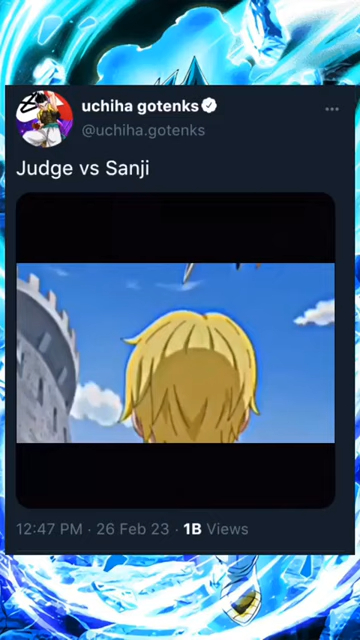 uchiha gotenks
@uchiha.gotenks
Judge vs Sanji
12:47 PM · 26 Feb 23 · 1B Views